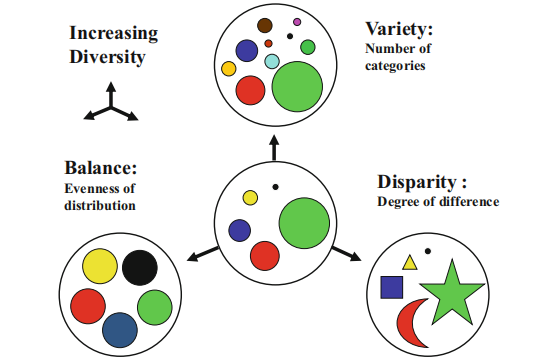 Increasing
Diversity
Variety:
Number of
categories
Balance:
Evenness of
distribution
Disparity :
Degree of difference